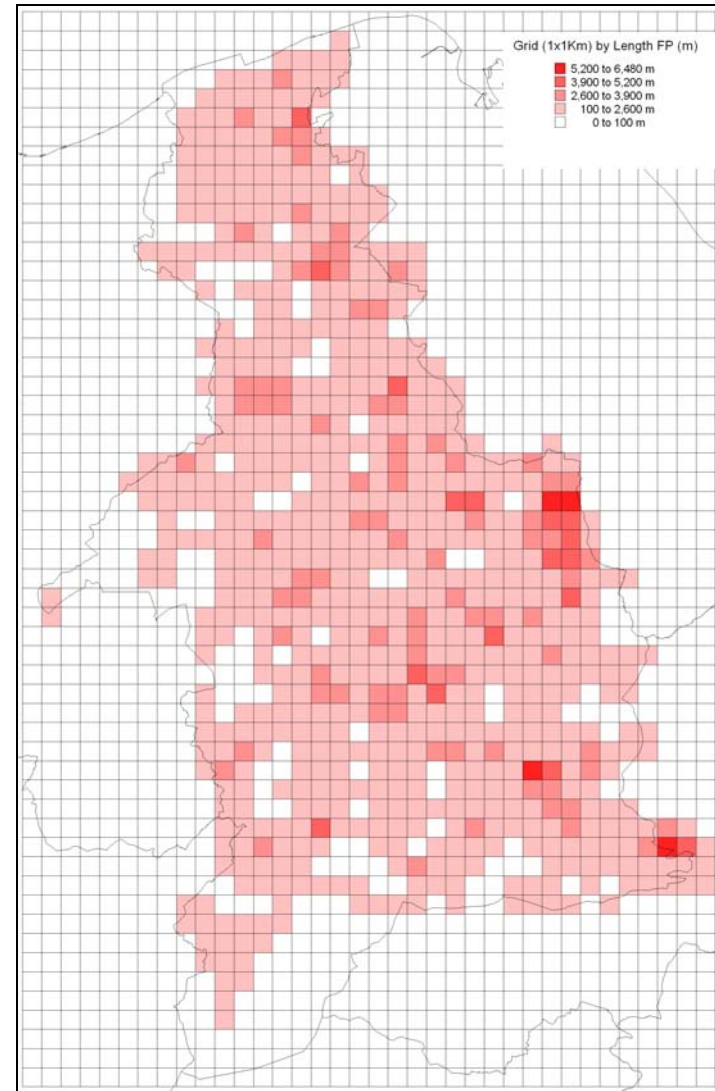 Grid (1x1Km) by Length FP (m)
5,200 to 6,480 m
3,900 to 5,200 m
2,600 to 3,900 m
100 to 2,600 m
0 to 100 m